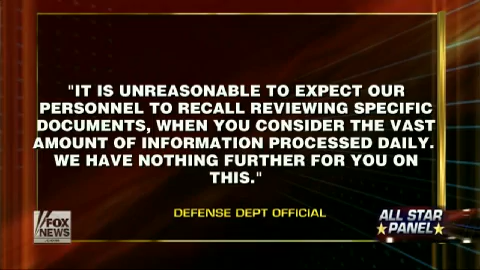 "IT IS UNREASONABLE TO EXPECT OUR
PERSONNEL TO RECALL REVIEWING SPECIFIC
DOCUMENTS, WHEN YOU CONSIDER THE VAST
AMOUNT OF INFORMATION PROCESSED DAILY.
WE HAVE NOTHING FURTHER FOR YOU ON
THIS."
DEFENSE DEPT OFFICIAL
FOX
NEWS
ALL STAR
PANEL